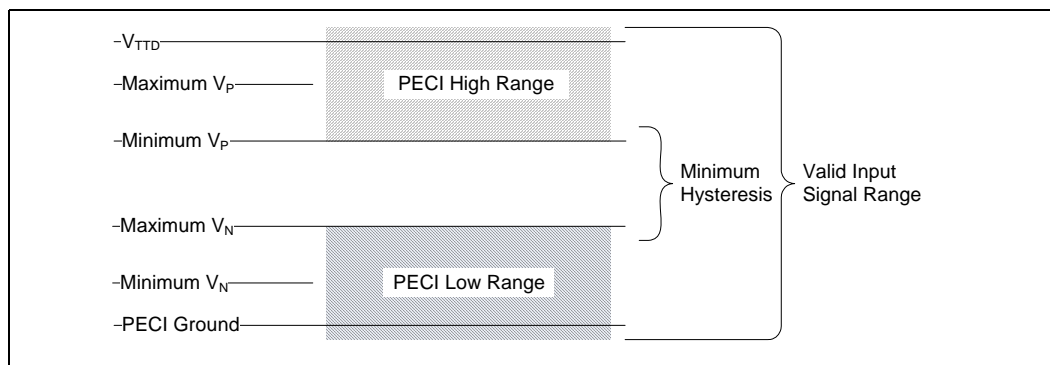 V_TTD
Maximum V_P
PECI High Range
Minimum V_P
Minimum
Hysteresis
Valid Input
Signal Range
Maximum V_N
Minimum V_N
PECI Low Range
PECI Ground